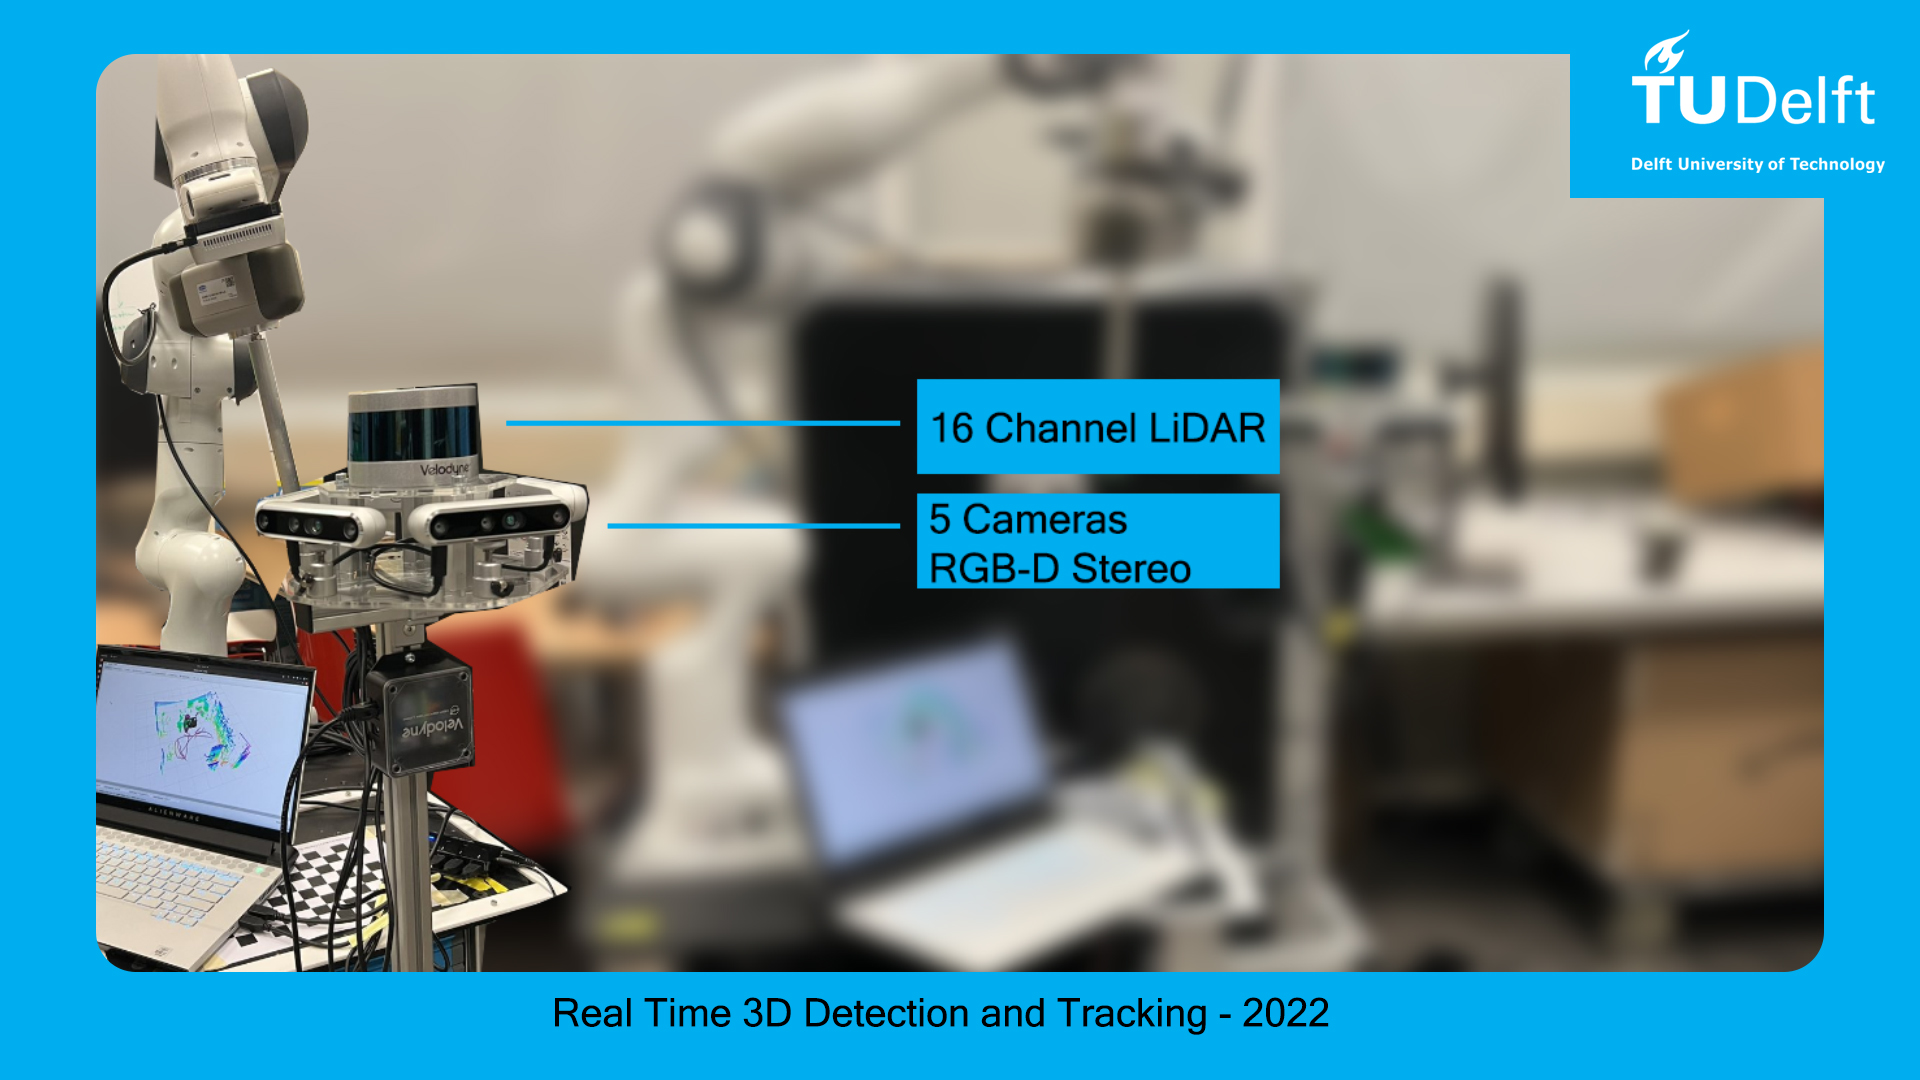 TU Delft
Delft University of Technology
16 Channel LiDAR
5 Cameras
RGB-D Stereo
Velodyne
Velodyne
ALIENWARE
Real Time 3D Detection and Tracking - 2022